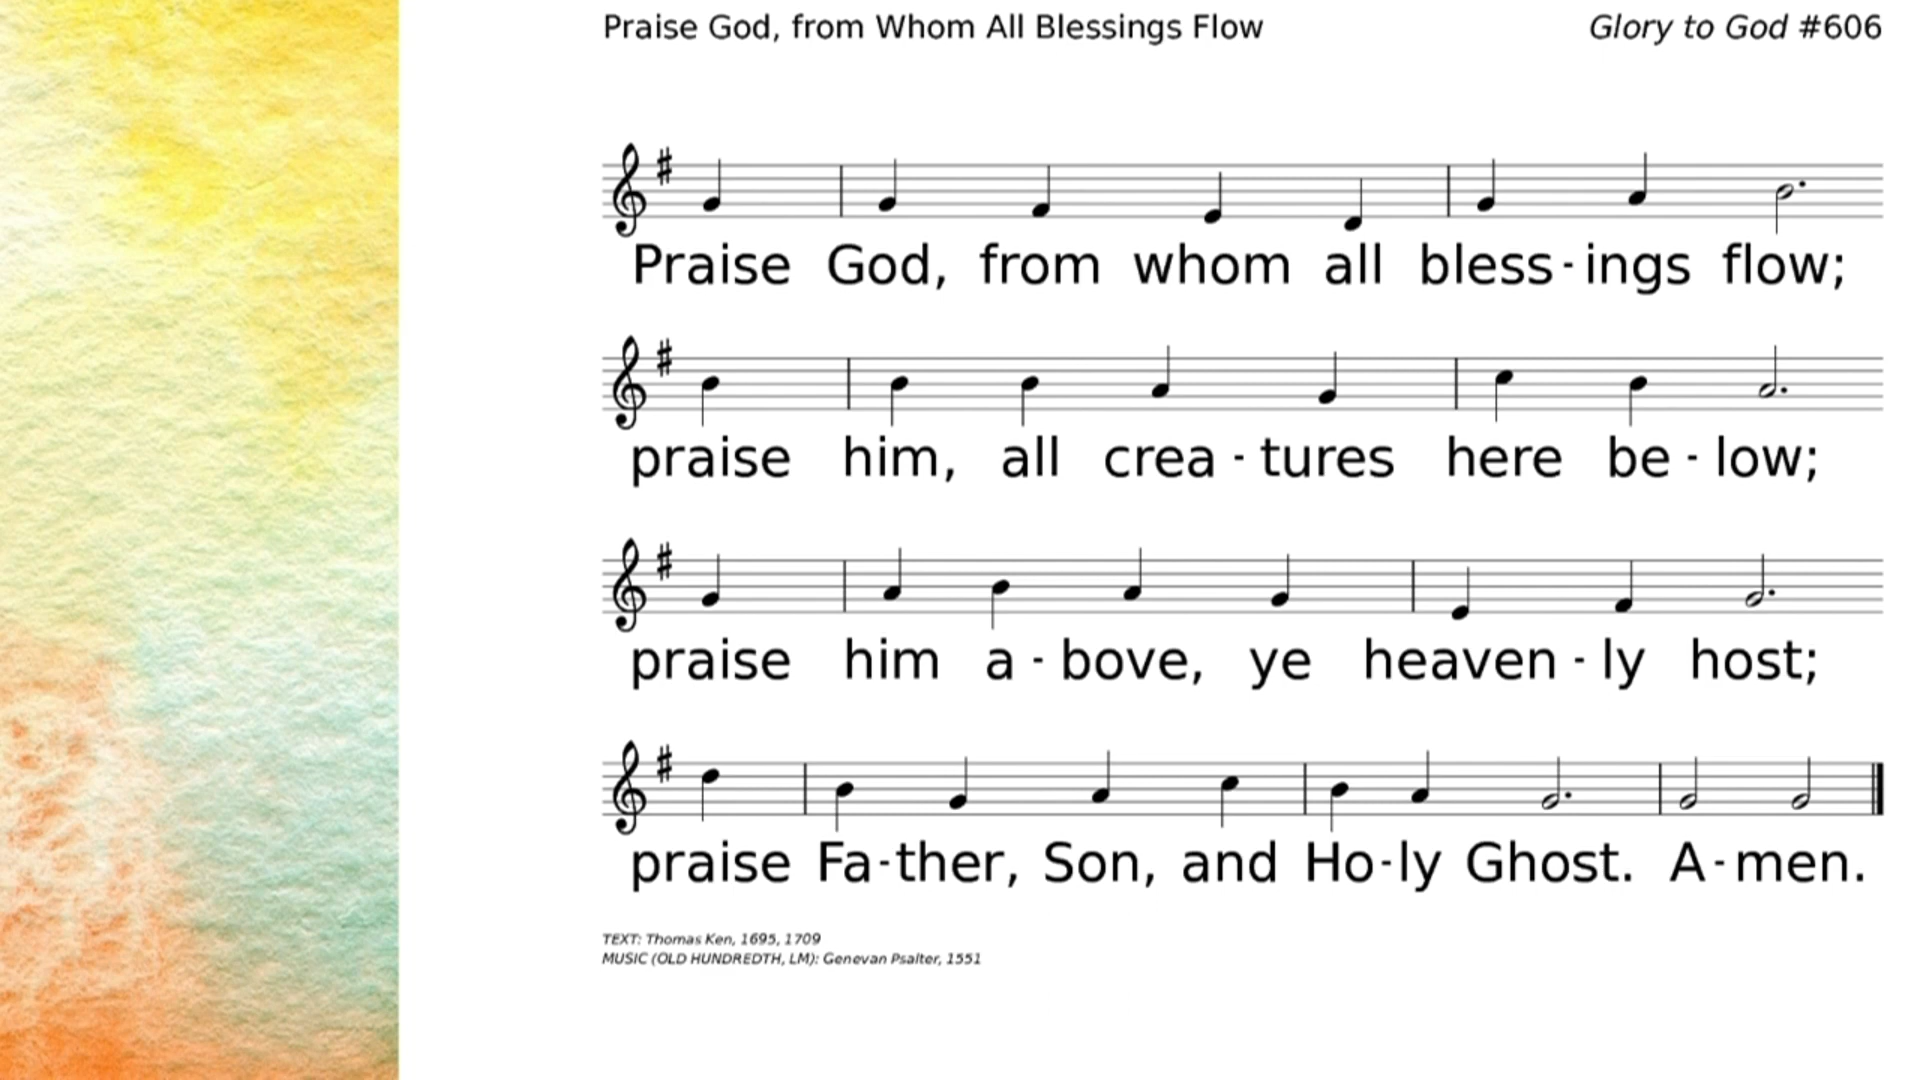 Praise God, from Whom All Blessings Flow
Glory to God #606
Praise God, from whom all bless-ings flow;
praise him, all crea-tures here be-low;
praise him a-bove, ye heaven-ly host;
praise Fa-ther, Son, and Ho-ly Ghost. A-men.
TEXT: Thomas Ken, 1695, 1709
MUSIC (OLD HUNDREDTH, LM): Genevan Psalter, 1551